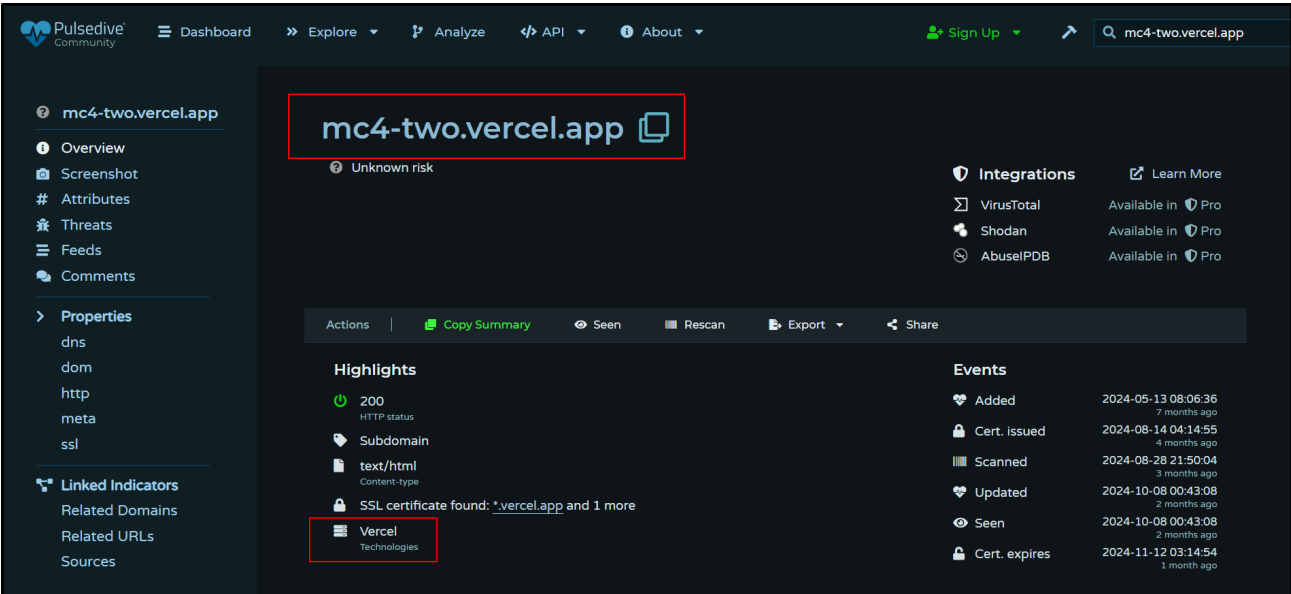 Pulsedive Community
Dashboard
Explore
Analyze
</> API
About
Sign Up
mc4-two.vercel.app
mc4-two.vercel.app
Overview
Screenshot
# Attributes
Threats
Feeds
Comments
Properties
dns
dom
http
meta
ssl
Linked Indicators
Related Domains
Related URLs
Sources
mc4-two.vercel.app
Unknown risk
Integrations Learn More
VirusTotal Available in Pro
Shodan Available in Pro
AbuseIPDB Available in Pro
Actions | Copy Summary Seen Rescan Export Share
Highlights
200
HTTP status
Subdomain
text/html
Content-type
SSL certificate found: *.vercel.app and 1 more
Vercel
Technologies
Events
Added 2024-05-13 08:06:36
7 months ago
Cert. issued 2024-08-14 04:14:55
4 months ago
Scanned 2024-08-28 21:50:04
3 months ago
Updated 2024-10-08 00:43:08
2 months ago
Seen 2024-10-08 00:43:08
2 months ago
Cert. expires 2024-11-12 03:14:54
1 month ago